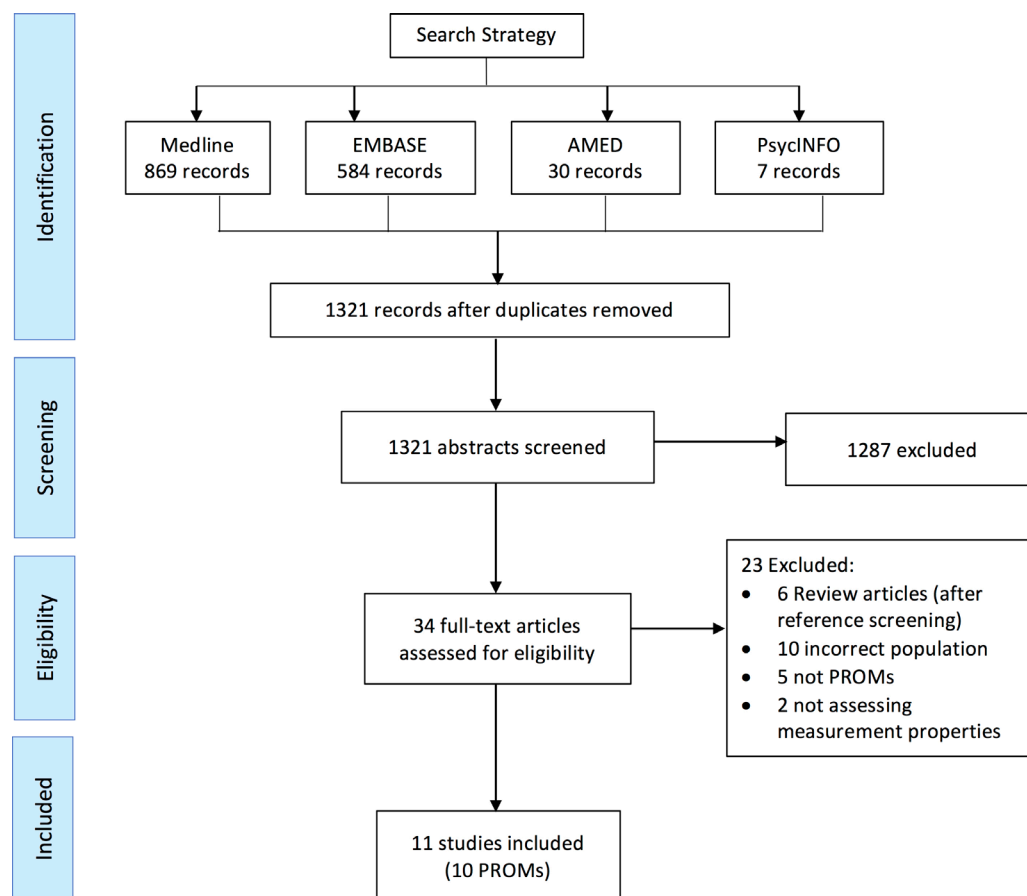 Identification
Search Strategy
Medline
869 records
EMBASE
584 records
AMED
30 records
PsycINFO
7 records
1321 records after duplicates removed
Screening
1321 abstracts screened
1287 excluded
Eligibility
34 full-text articles
assessed for eligibility
23 Excluded:
• 6 Review articles (after
reference screening)
• 10 incorrect population
• 5 not PROMs
• 2 not assessing
measurement properties
Included
11 studies included
(10 PROMs)